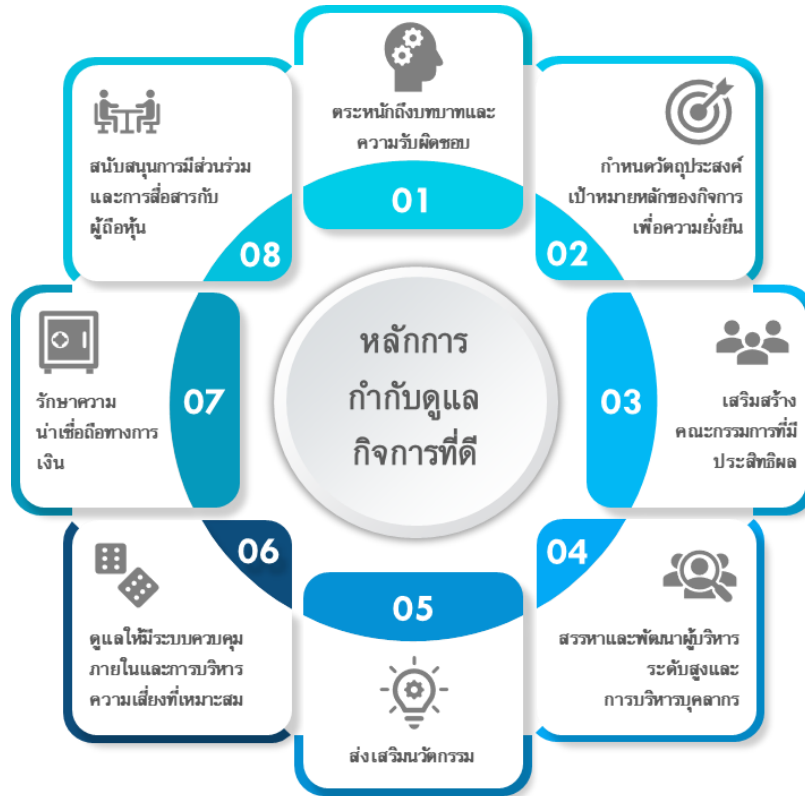 หลักการ
กำกับดูแล
กิจการที่ดี
ตระหนักถึงบทบาทและ
ความรับผิดชอบ
01
กำหนดวัตถุประสงค์
เป้าหมายหลักของกิจการ
เพื่อความยั่งยืน
02
เสริมสร้าง
คณะกรรมการที่มี
ประสิทธิผล
03
04
สรรหาและพัฒนาผู้บริหาร
ระดับสูงและ
การบริหารบุคลากร
05
ส่งเสริมนวัตกรรม
06
ดูแลให้มีระบบควบคุม
ภายในและการบริหาร
ความเสี่ยงที่เหมาะสม
07
รักษาความ
น่าเชื่อถือทางการ
เงิน
สนับสนุนการมีส่วนร่วม
และการสื่อสารกับ
ผู้ถือหุ้น
08